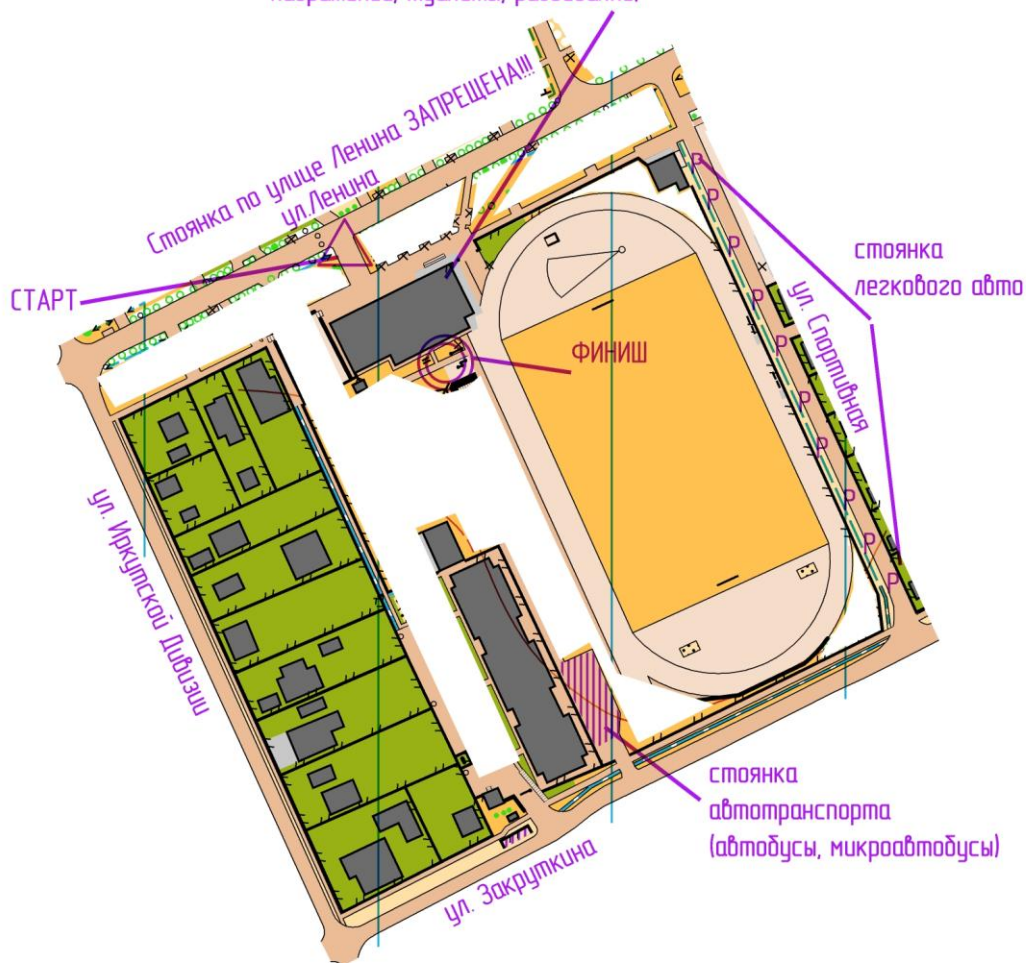 Стоянка по улице Ленина ЗАПРЕЩЕНА!!!
ул.Ленина
СТАРТ
ФИНИШ
стоянка
легкового авто
ул. Спортивная
P
P
P
P
P
P
P
P
P
P
ул. Иркутской Дивизии
стоянка
автотранспорта
(автобусы, микроавтобусы)
ул. Закруткина